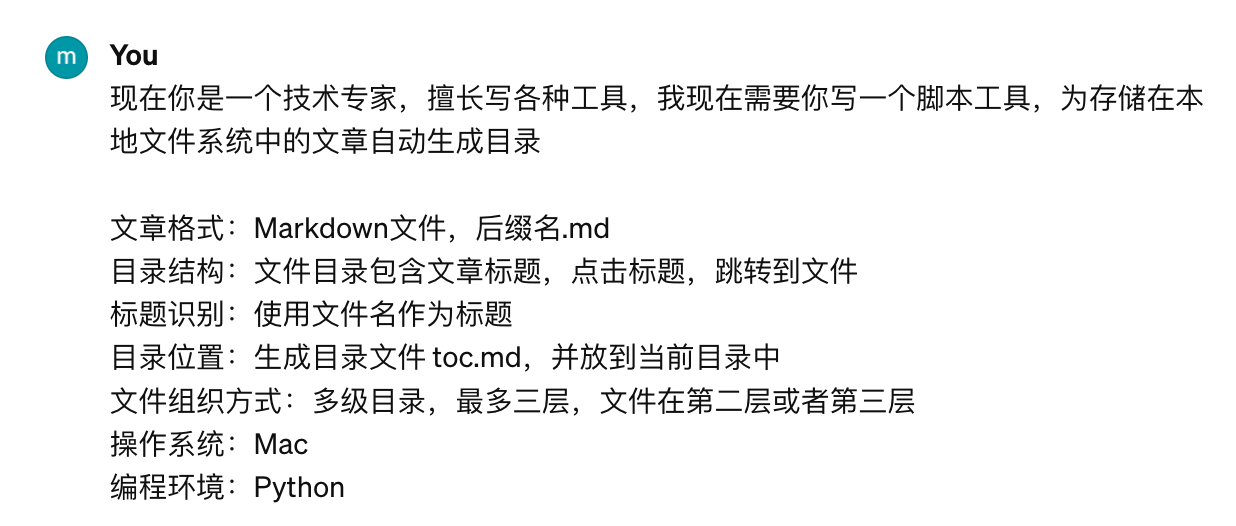 m
You
现在你是一个技术专家，擅长写各种工具，我现在需要你写一个脚本工具，为存储在本
地文件系统中的文章自动生成目录
文章格式：Markdown文件，后缀名.md
目录结构：文件目录包含文章标题，点击标题，跳转到文件
标题识别：使用文件名作为标题
目录位置：生成目录文件 toc.md，并放到当前目录中
文件组织方式：多级目录，最多三层，文件在第二层或者第三层
操作系统：Mac
编程环境：Python